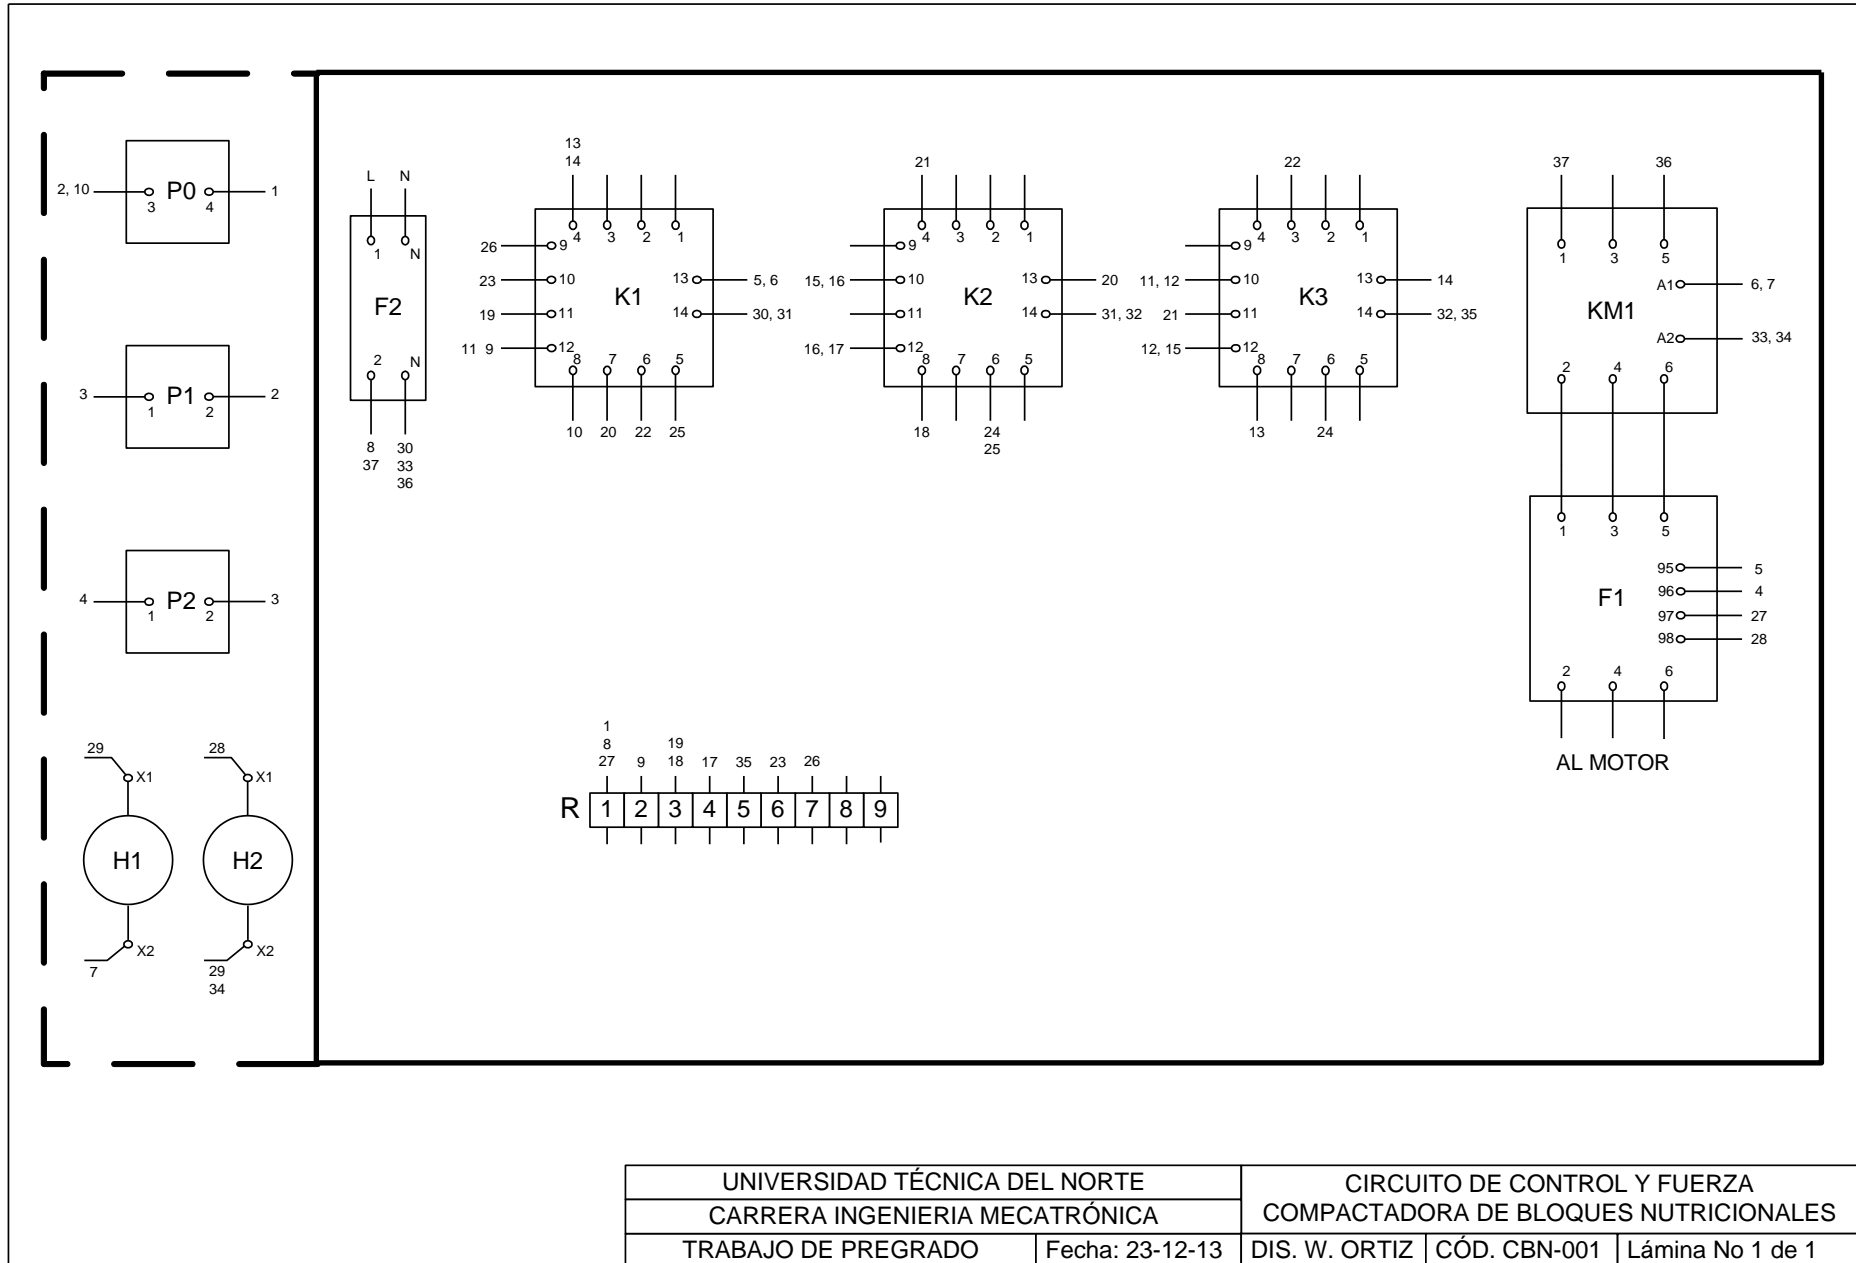 2, 10
3
P0
4
1
3
1
P1
2
2
4
1
P2
2
3
29
X1
H1
X2
7
28
X1
H2
X2
29
34
L N
1 N
F2
2 N
8 30
37 33
36
13
14
4 3 2 1
26 9
23 10
19 11
11 9 12
K1
13 5, 6
14 30, 31
8 7 6 5
10 20 22 25
21
4 3 2 1
9
15, 16 10
11
16, 17 12
K2
13 20
14 31, 32
8 7 6 5
18 24
25
22
4 3 2 1
9
11, 12 10
21 11
12, 15 12
K3
13 14
14 32, 35
8 7 6 5
13 24
37 36
1 3 5
KM1
A1 6, 7
A2 33, 34
2 4 6
1 3 5
F1
95 5
96 4
97 27
98 28
2 4 6
AL MOTOR
1
8 19
27 9 18 17 35 23 26
R 1 2 3 4 5 6 7 8 9
UNIVERSIDAD TÉCNICA DEL NORTE
CARRERA INGENIERIA MECATRÓNICA
TRABAJO DE PREGRADO
Fecha: 23-12-13
CIRCUITO DE CONTROL Y FUERZA
COMPACTADORA DE BLOQUES NUTRICIONALES
DIS. W. ORTIZ
CÓD. CBN-001
Lámina No 1 de 1